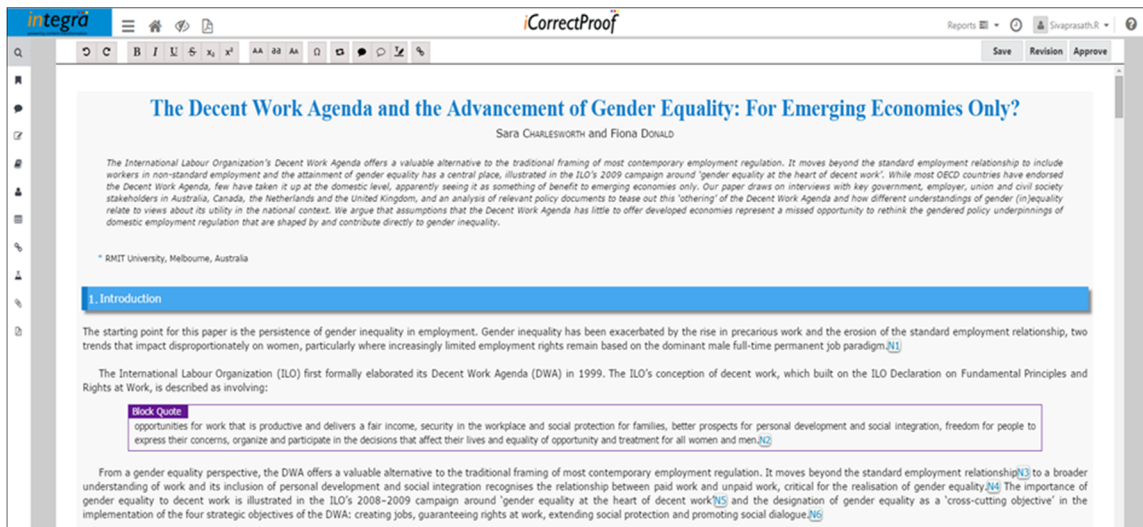 integra
iCorrectProof
Reports
Sivaprasath.R
B I U S x₂ x² AA aa Aa Ω
Save Revision Approve
The Decent Work Agenda and the Advancement of Gender Equality: For Emerging Economies Only?
Sara CHARLESWORTH and Fiona DONALD
The International Labour Organization's Decent Work Agenda offers a valuable alternative to the traditional framing of most contemporary employment regulation. It moves beyond the standard employment relationship to include
workers in non-standard employment and the attainment of gender equality has a central place, illustrated in the ILO's 2009 campaign around 'gender equality at the heart of decent work'. While most OECD countries have endorsed
the Decent Work Agenda, few have taken it up at the domestic level, apparently seeing it as something of benefit to emerging economies only. Our paper draws on interviews with key government, employer, union and civil society
stakeholders in Australia, Canada, the Netherlands and the United Kingdom, and an analysis of relevant policy documents to tease out this 'othering' of the Decent Work Agenda and how different understandings of gender (in)equality
relate to views about its utility in the national context. We argue that assumptions that the Decent Work Agenda has little to offer developed economies represent a missed opportunity to rethink the gendered policy underpinnings of
domestic employment regulation that are shaped by and contribute directly to gender inequality.
* RMIT University, Melbourne, Australia
1. Introduction
The starting point for this paper is the persistence of gender inequality in employment. Gender inequality has been exacerbated by the rise in precarious work and the erosion of the standard employment relationship, two
trends that impact disproportionately on women, particularly where increasingly limited employment rights remain based on the dominant male full-time permanent job paradigm.N1
The International Labour Organization (ILO) first formally elaborated its Decent Work Agenda (DWA) in 1999. The ILO's conception of decent work, which built on the ILO Declaration on Fundamental Principles and
Rights at Work, is described as involving:
Block Quote
opportunities for work that is productive and delivers a fair income, security in the workplace and social protection for families, better prospects for personal development and social integration, freedom for people to
express their concerns, organize and participate in the decisions that affect their lives and equality of opportunity and treatment for all women and men.N2
From a gender equality perspective, the DWA offers a valuable alternative to the traditional framing of most contemporary employment regulation. It moves beyond the standard employment relationshipN3 to a broader
understanding of work and its inclusion of personal development and social integration recognises the relationship between paid work and unpaid work, critical for the realisation of gender equality.N4 The importance of
gender equality to decent work is illustrated in the ILO's 2008–2009 campaign around 'gender equality at the heart of decent work'N5 and the designation of gender equality as a 'cross-cutting objective' in the
implementation of the four strategic objectives of the DWA: creating jobs, guaranteeing rights at work, extending social protection and promoting social dialogue.N6